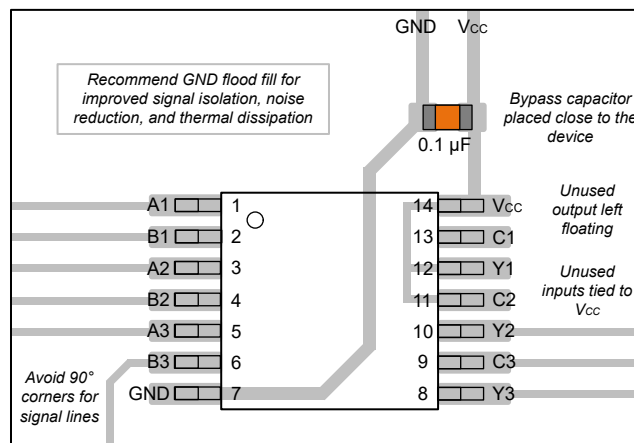 GND Vcc
Recommend GND flood fill for
improved signal isolation, noise
reduction, and thermal dissipation
Bypass capacitor
placed close to the
device
0.1 µF
A1 1 14 Vcc
Unused
output left
floating
B1 2 13 C1
A2 3 12 Y1
Unused
inputs tied to
Vcc
B2 4 11 C2
A3 5 10 Y2
B3 6 9 C3
Avoid 90°
corners for
signal lines
GND 7 8 Y3